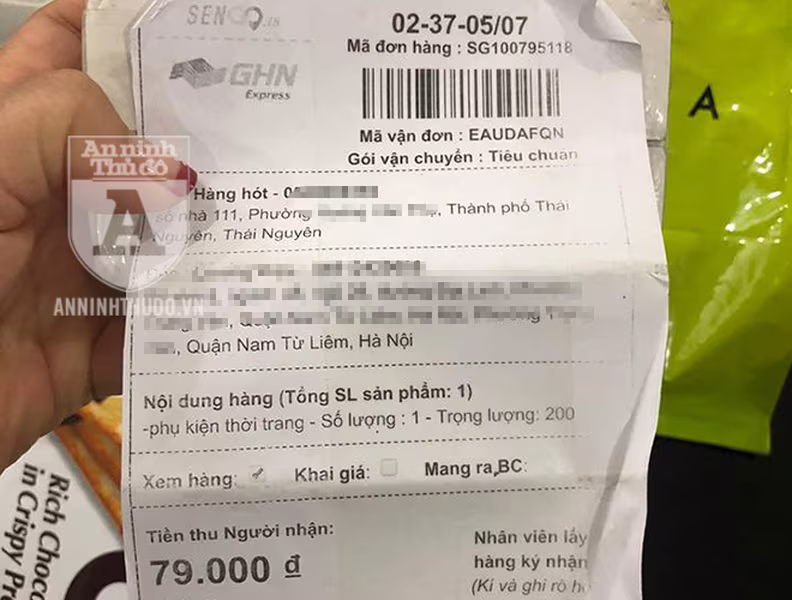 SENDO.vn
02-37-05/07
Mã đơn hàng : SG100795118
GHN
Express
Mã vận đơn : EAUDAFQN
Gói vận chuyển : Tiêu chuẩn
An ninh
Thủ đô
A
ANNINHTHUDO.VN
A
Hàng hót - 0
số nhà 111, Phường , Thành phố Thái
Nguyên, Thái Nguyên
Quận Nam Từ Liêm, Hà Nội
Nội dung hàng (Tổng SL sản phẩm: 1)
-phụ kiện thời trang - Số lượng : 1 - Trọng lượng: 200
Xem hàng: ✓ Khai giá: Mang ra BC:
Tiền thu Người nhận:
79.000 đ
Nhân viên lấy
hàng ký nhận
(Kí và ghi rõ
Rich Choco
in Crispy